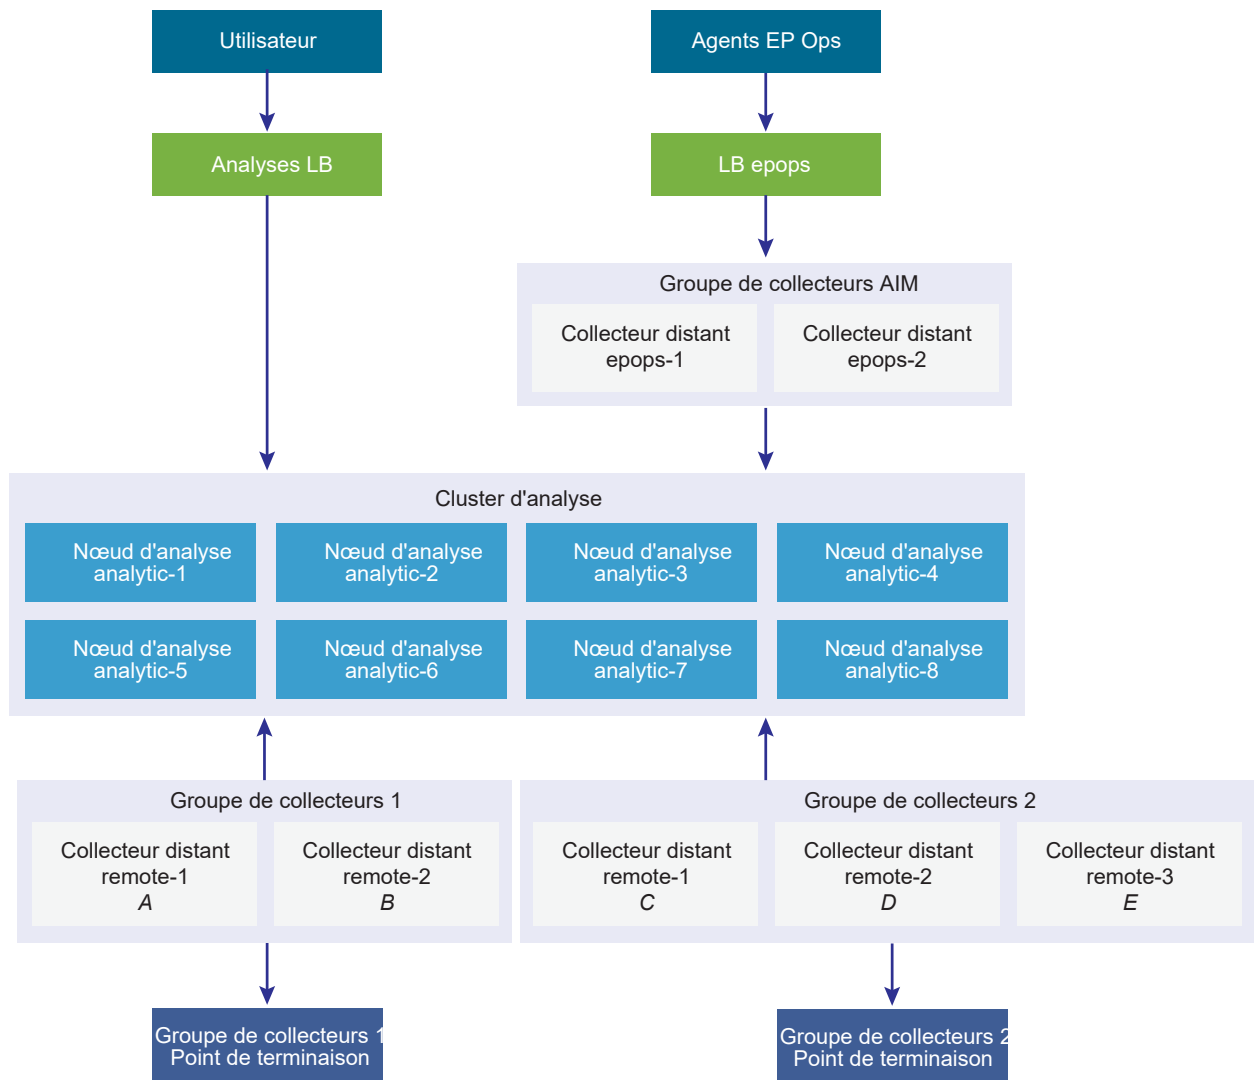 Utilisateur
Agents EP Ops
Analyses LB
LB epops
Groupe de collecteurs AIM
Collecteur distant
epops-1
Collecteur distant
epops-2
Cluster d'analyse
Nœud d'analyse
analytic-1
Nœud d'analyse
analytic-2
Nœud d'analyse
analytic-3
Nœud d'analyse
analytic-4
Nœud d'analyse
analytic-5
Nœud d'analyse
analytic-6
Nœud d'analyse
analytic-7
Nœud d'analyse
analytic-8
Groupe de collecteurs 1
Collecteur distant
remote-1
A
Collecteur distant
remote-2
B
Groupe de collecteurs 2
Collecteur distant
remote-1
C
Collecteur distant
remote-2
D
Collecteur distant
remote-3
E
Groupe de collecteurs 1
Point de terminaison
Groupe de collecteurs 2
Point de terminaison